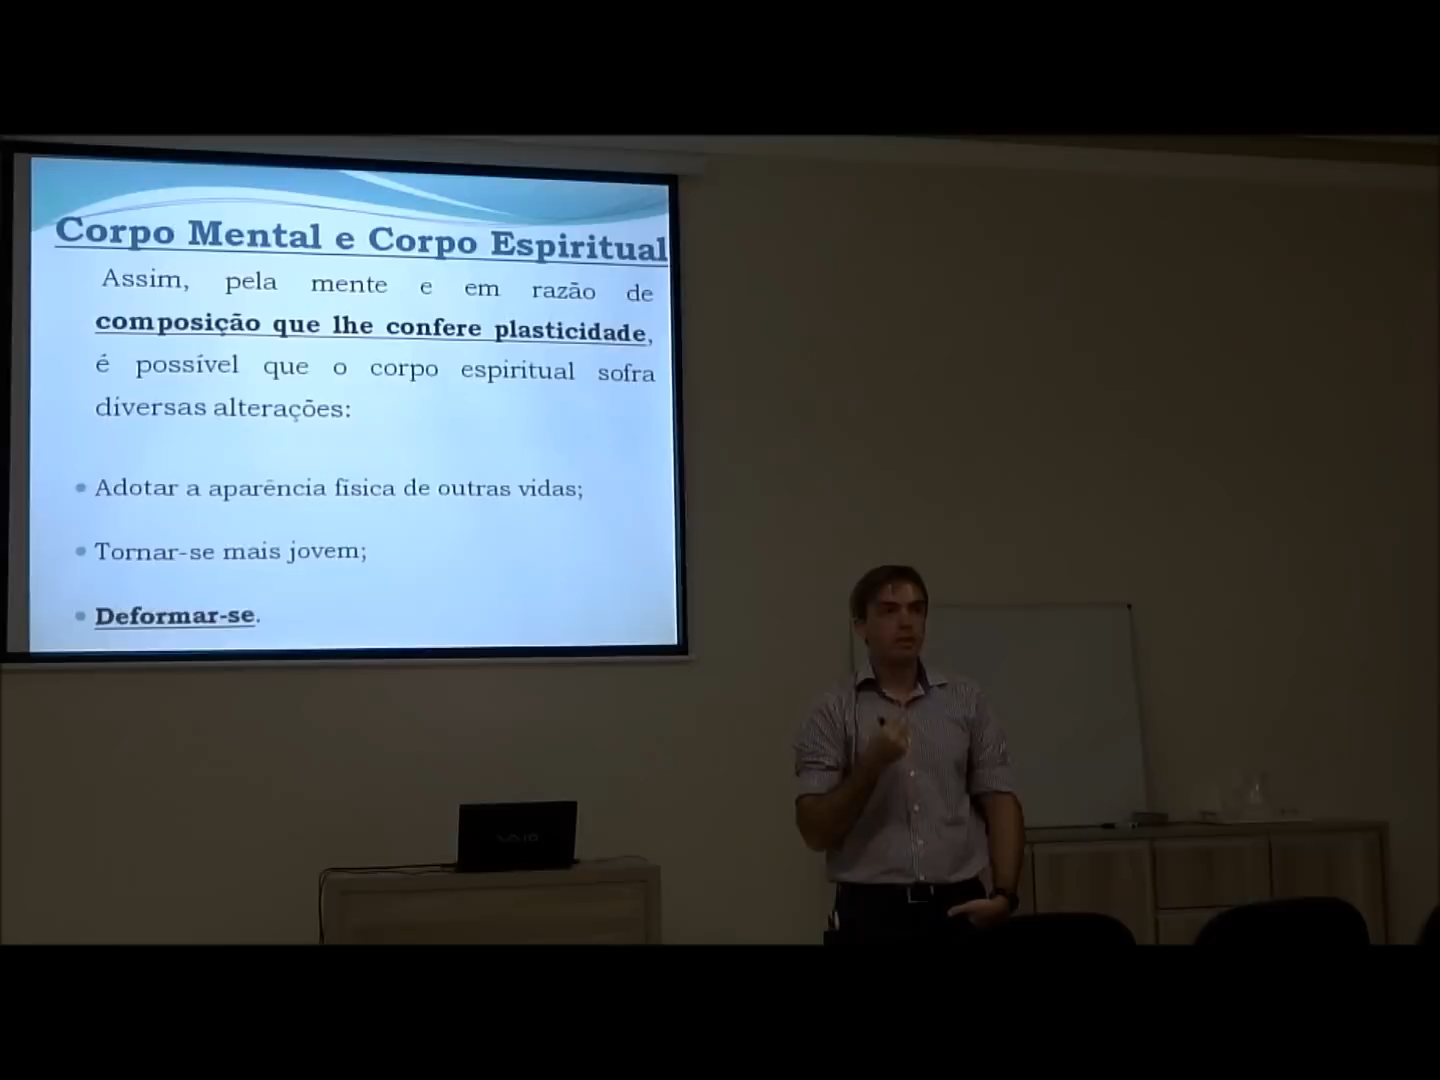 Corpo Mental e Corpo Espiritual
Assim, pela mente e em razão de
composição que lhe confere plasticidade,
é possível que o corpo espiritual sofra
diversas alterações:
• Adotar a aparência física de outras vidas;
• Tornar-se mais jovem;
• Deformar-se.
VAIO